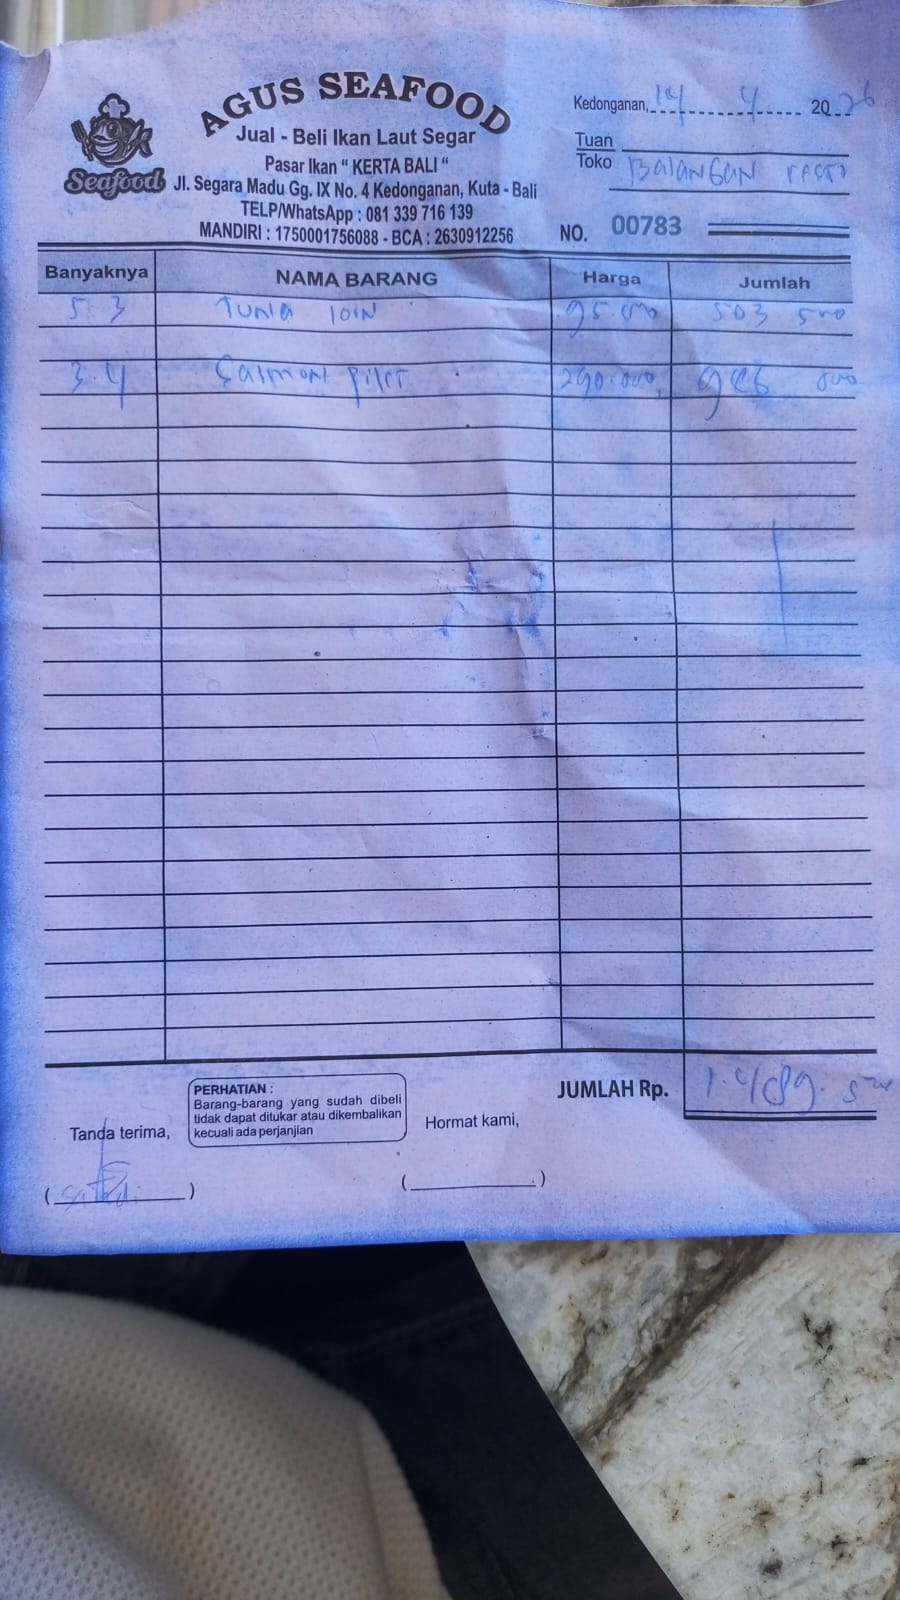 AGUS SEAFOOD
Jual - Beli Ikan Laut Segar
Pasar Ikan " KERTA BALI "
Jl. Segara Madu Gg. IX No. 4 Kedonganan, Kuta - Bali
TELP/WhatsApp : 081 339 716 139
MANDIRI : 1750001756088 - BCA : 2630912256
Seafood
Kedonganan, 14 4 2026
Tuan
Toko BalanGan resto
NO. 00783
Banyaknya NAMA BARANG Harga Jumlah
5.3 Tuna loin 95.000 503 500
3.4 Salmon pilet 290.000 986 000
JUMLAH Rp. 1.489.500
PERHATIAN :
Barang-barang yang sudah dibeli
tidak dapat ditukar atau dikembalikan
kecuali ada perjanjian
Tanda terima,
Hormat kami,